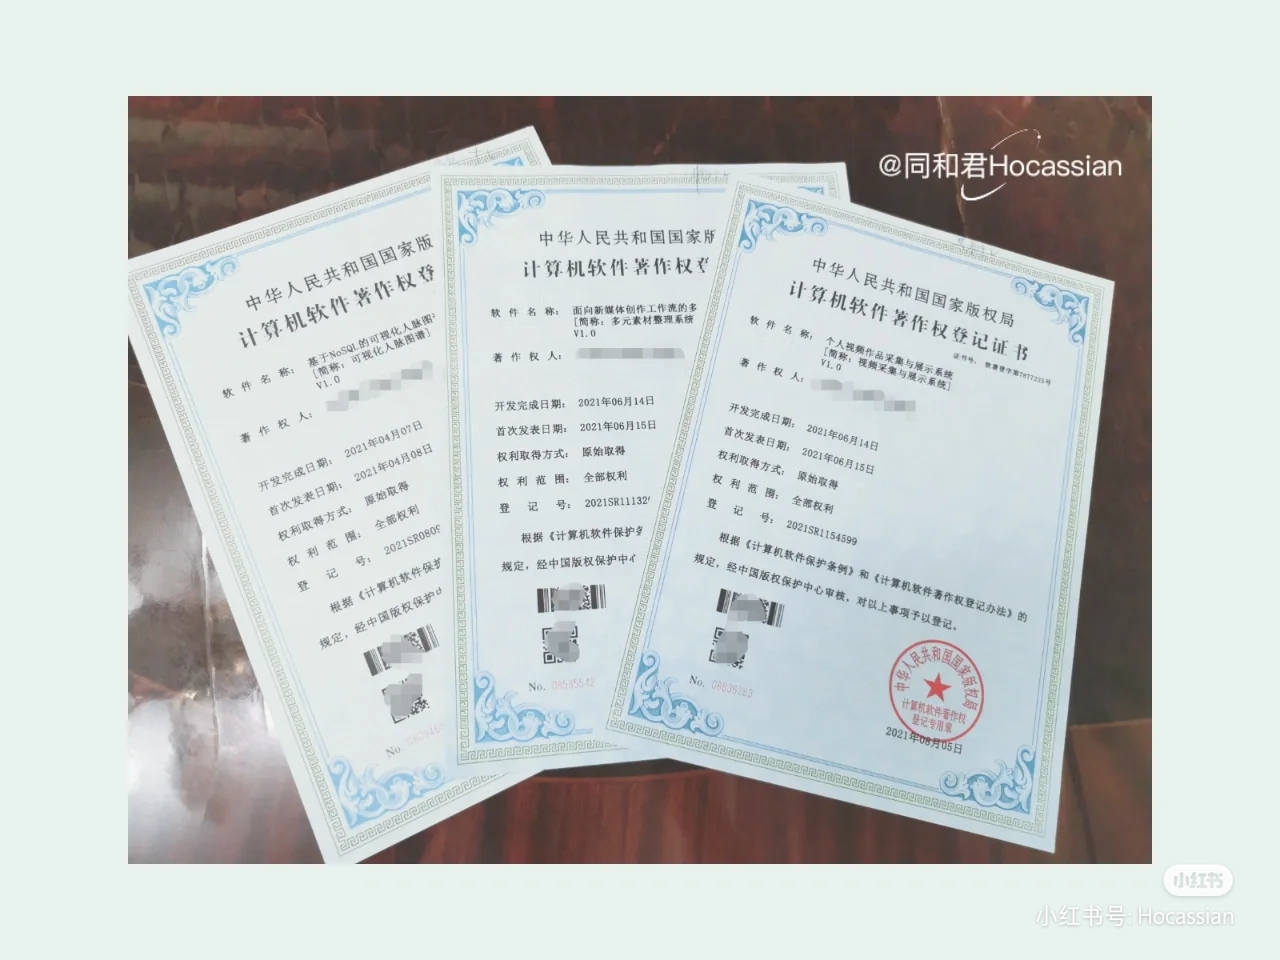 @同和君Hocassian
中华人民共和国国家版
计算机软件著作权登
软件名称： 基于NoSQL的可视化人脉图
[简称：可视化人脉图谱]
V1.0
著作权人：
开发完成日期： 2021年04月07日
首次发表日期： 2021年04月08日
权利取得方式： 原始取得
权利范围： 全部权利
登记号： 2021SR0809
根据《计算机软件保护
规定，经中国版权保护中
No.
中华人民共和国国家版
计算机软件著作权登
软件名称： 面向新媒体创作工作流的多
[简称：多元素材整理系统
V1.0
著作权人：
开发完成日期： 2021年06月14日
首次发表日期： 2021年06月15日
权利取得方式： 原始取得
权利范围： 全部权利
登记号： 2021SR11132
根据《计算机软件保护条
规定，经中国版权保护中心
No. 08585542
中华人民共和国国家版权局
计算机软件著作权登记证书
证书号： 软著登字第7877225号
软件名称： 个人视频作品采集与展示系统
[简称：视频采集与展示系统]
V1.0
著作权人：
开发完成日期： 2021年06月14日
首次发表日期： 2021年06月15日
权利取得方式： 原始取得
权利范围： 全部权利
登记号： 2021SR1154599
根据《计算机软件保护条例》和《计算机软件著作权登记办法》的
规定，经中国版权保护中心审核，对以上事项予以登记。
No. 08636283
中华人民共和国国家版权局
计算机软件著作权
登记专用章
2021年08月05日
小红书
小红书号: Hocassian